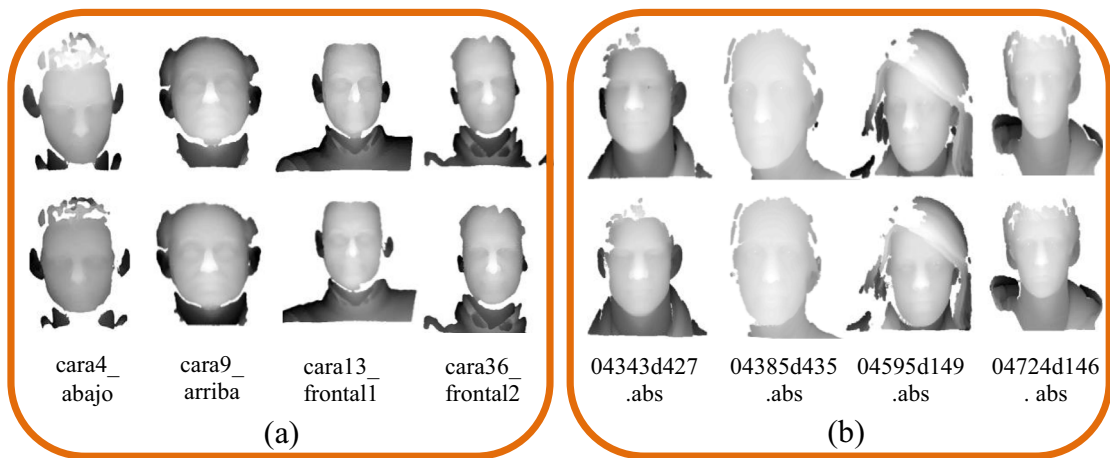 cara4_ cara9_ cara13_ cara36_ 04343d427 04385d435 04595d149 04724d146
abajo arriba frontal1 frontal2 .abs .abs .abs . abs
(a) (b)